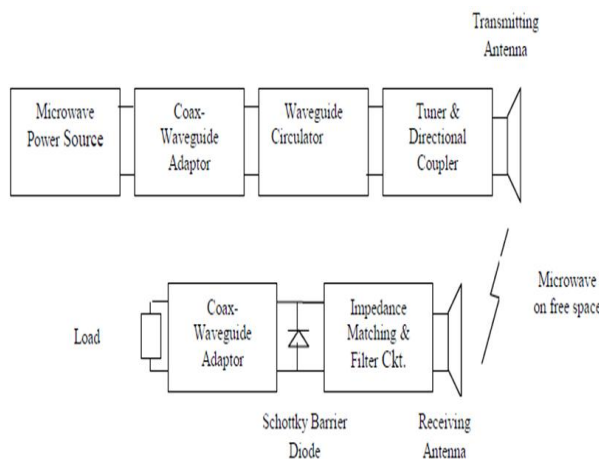 Transmitting
Antenna
Microwave
Power Source
Coax-
Waveguide
Adaptor
Waveguide
Circulator
Tuner &
Directional
Coupler
Microwave
on free space
Load
Coax-
Waveguide
Adaptor
Impedance
Matching &
Filter Ckt.
Schottky Barrier
Diode
Receiving
Antenna